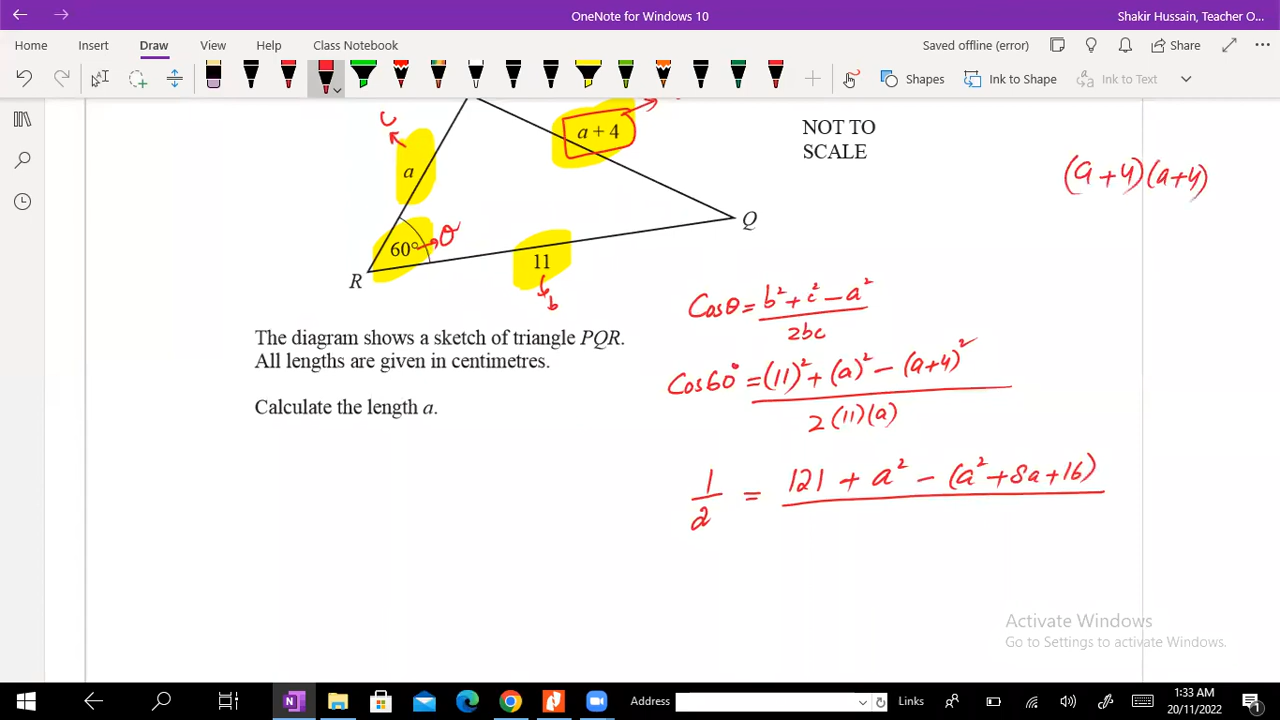 OneNote for Windows 10
Shakir Hussain, Teacher O...
Home Insert Draw View Help Class Notebook
Saved offline (error) Share
Shapes Ink to Shape Ink to Text
c
a + 4
NOT TO
SCALE
a
(a+4)(a+4)
60° θ
Q
11
R
b
Cosθ = b² + c² – a²
2bc
The diagram shows a sketch of triangle PQR.
All lengths are given in centimetres.
Cos60° = (11)² + (a)² – (a+4)²
2(11)(a)
Calculate the length a.
1/2 = 121 + a² – (a² + 8a + 16)
Activate Windows
Go to Settings to activate Windows.
Address Links
1:33 AM
20/11/2022